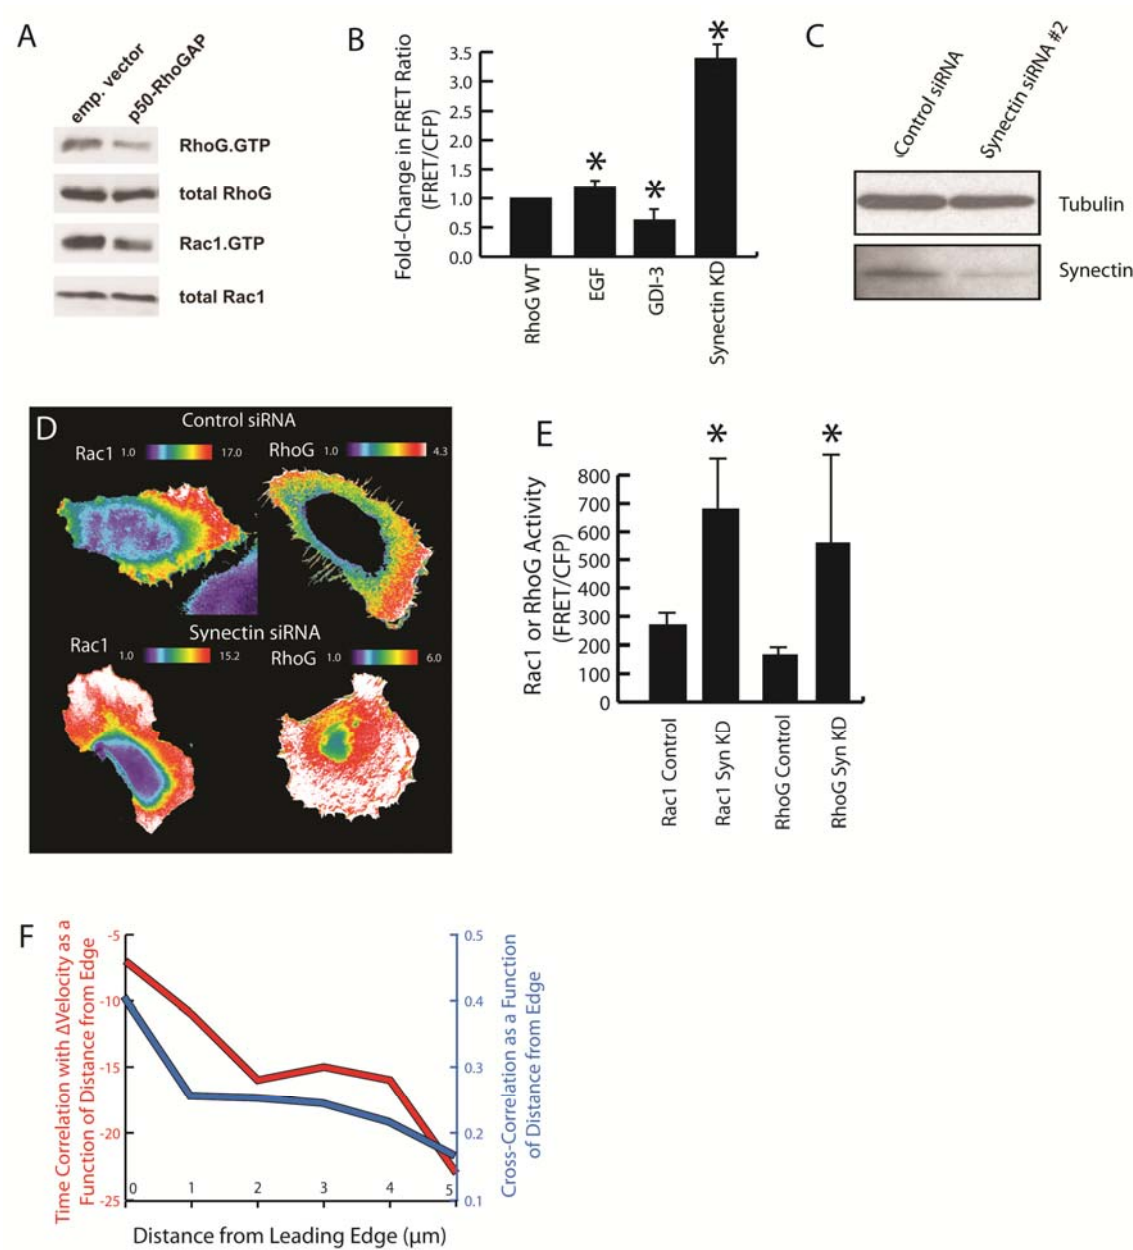 A
emp. vector
p50-RhoGAP
RhoG.GTP
total RhoG
Rac1.GTP
total Rac1
B
Fold-Change in FRET Ratio
(FRET/CFP)
3.5
3.0
2.5
2.0
1.5
1.0
0.5
0.0
*
*
*
RhoG WT
EGF
GDI-3
Synectin KD
C
Control siRNA
Synectin siRNA #2
Tubulin
Synectin
D
Control siRNA
Rac1 1.0 17.0
RhoG 1.0 4.3
Synectin siRNA
Rac1 1.0 15.2
RhoG 1.0 6.0
E
Rac1 or RhoG Activity
(FRET/CFP)
800
700
600
500
400
300
200
100
0
*
*
Rac1 Control
Rac1 Syn KD
RhoG Control
RhoG Syn KD
F
Time Correlation with ΔVelocity as a
Function of Distance from Edge
-5
-10
-15
-20
-25
0 1 2 3 4 5
0.5
0.4
0.3
0.2
0.1
Cross-Correlation as a Function
of Distance from Edge
Distance from Leading Edge (μm)